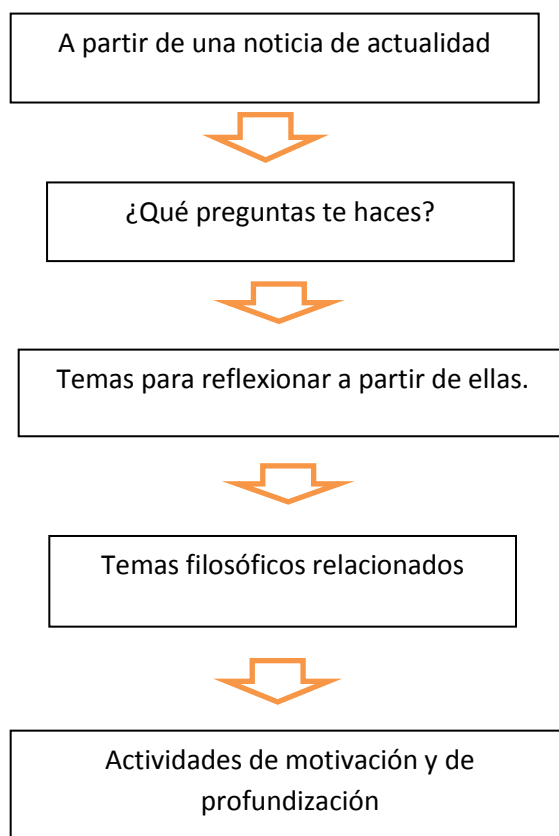 A partir de una noticia de actualidad
¿Qué preguntas te haces?
Temas para reflexionar a partir de ellas.
Temas filosóficos relacionados
Actividades de motivación y de
profundización